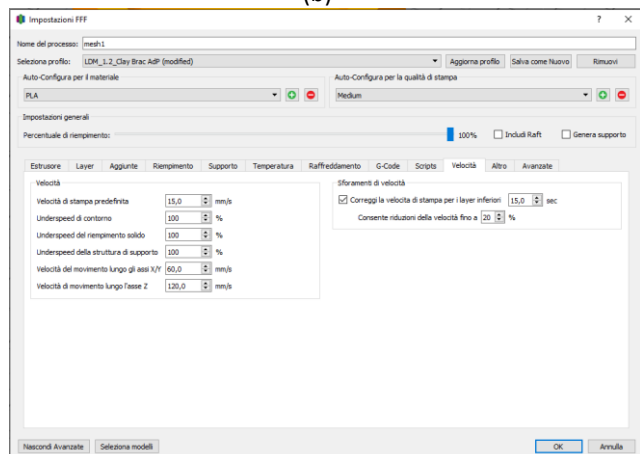 (b)
Impostazioni FFF ? ×
Nome del processo: mesh1
Seleziona profilo: LDM_1.2_Clay Brac AdP (modified) Aggiorna profilo Salva come Nuovo Rimuovi
Auto-Configura per il materiale Auto-Configura per la qualità di stampa
PLA Medium
Impostazioni generali
Percentuale di riempimento: 100% Includi Raft Genera supporto
Estrusore Layer Aggiunte Riempimento Supporto Temperatura Raffreddamento G-Code Scripts Velocità Altro Avanzate
Velocità Sforamenti di velocità
Velocità di stampa predefinita 15,0 mm/s Correggi la velocita di stampa per i layer inferiori 15,0 sec
Underspeed di contorno 100 % Consente riduzioni della velocità fino a 20 %
Underspeed del riempimento solido 100 %
Underspeed della struttura di supporto 100 %
Velocità del movimento lungo gli assi X/Y 60,0 mm/s
Velocità di movimento lungo l'asse Z 120,0 mm/s
Nascondi Avanzate Seleziona modelli OK Annulla